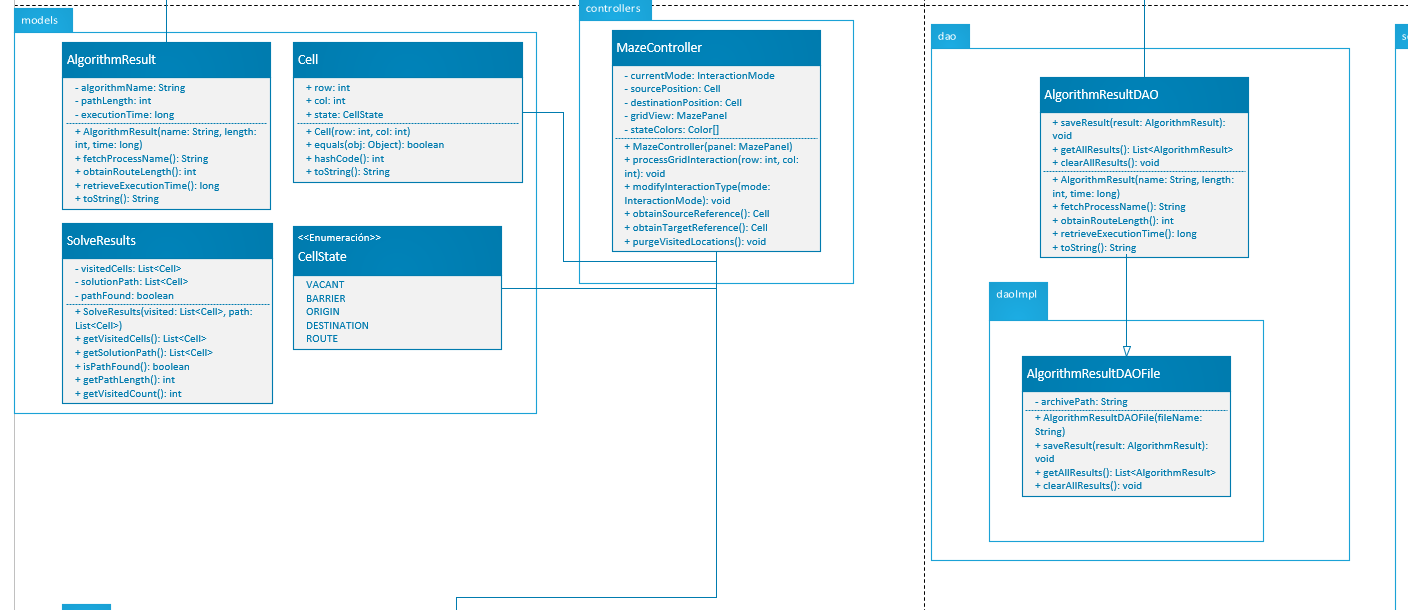 models
AlgorithmResult
- algorithmName: String
- pathLength: int
- executionTime: long
+ AlgorithmResult(name: String, length:
int, time: long)
+ fetchProcessName(): String
+ obtainRouteLength(): int
+ retrieveExecutionTime(): long
+ toString(): String
Cell
+ row: int
+ col: int
+ state: CellState
+ Cell(row: int, col: int)
+ equals(obj: Object): boolean
+ hashCode(): int
+ toString(): String
SolveResults
- visitedCells: List<Cell>
- solutionPath: List<Cell>
- pathFound: boolean
+ SolveResults(visited: List<Cell>, path:
List<Cell>)
+ getVisitedCells(): List<Cell>
+ getSolutionPath(): List<Cell>
+ isPathFound(): boolean
+ getPathLength(): int
+ getVisitedCount(): int
<<Enumeración>>
CellState
VACANT
BARRIER
ORIGIN
DESTINATION
ROUTE
controllers
MazeController
- currentMode: InteractionMode
- sourcePosition: Cell
- destinationPosition: Cell
- gridView: MazePanel
- stateColors: Color[]
+ MazeController(panel: MazePanel)
+ processGridInteraction(row: int, col:
int): void
+ modifyInteractionType(mode:
InteractionMode): void
+ obtainSourceReference(): Cell
+ obtainTargetReference(): Cell
+ purgeVisitedLocations(): void
dao
AlgorithmResultDAO
+ saveResult(result: AlgorithmResult):
void
+ getAllResults(): List<AlgorithmResult>
+ clearAllResults(): void
+ AlgorithmResult(name: String, length:
int, time: long)
+ fetchProcessName(): String
+ obtainRouteLength(): int
+ retrieveExecutionTime(): long
+ toString(): String
daoImpl
AlgorithmResultDAOFile
- archivePath: String
+ AlgorithmResultDAOFile(fileName:
String)
+ saveResult(result: AlgorithmResult):
void
+ getAllResults(): List<AlgorithmResult>
+ clearAllResults(): void